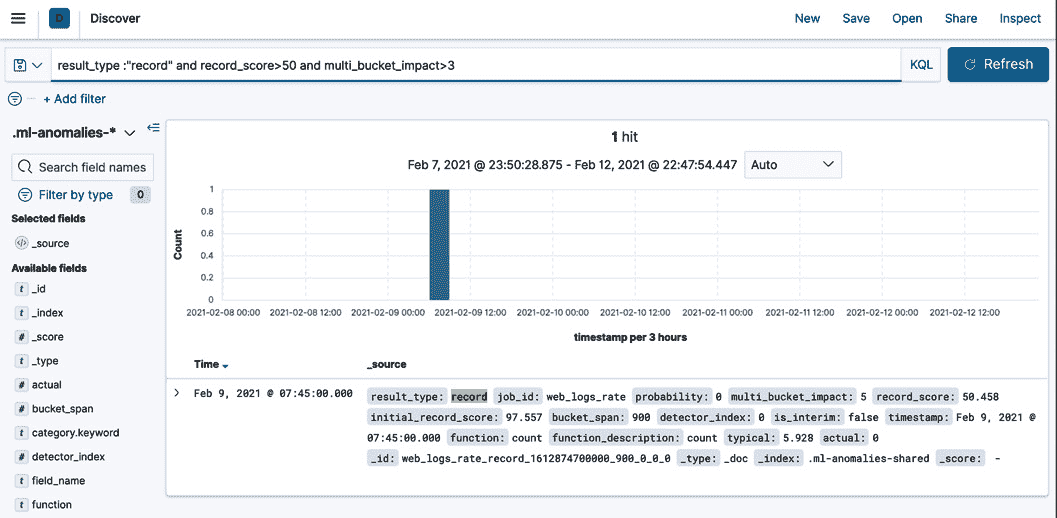 D Discover New Save Open Share Inspect
result_type :"record" and record_score>50 and multi_bucket_impact>3 KQL Refresh
+ Add filter
.ml-anomalies-*
Search field names
Filter by type 0
Selected fields
_source
Available fields
t _id
t _index
# _score
t _type
# actual
# bucket_span
t category.keyword
# detector_index
t field_name
t function
1 hit
Feb 7, 2021 @ 23:50:28.875 - Feb 12, 2021 @ 22:47:54.447 Auto
Count
1
0.8
0.6
0.4
0.2
0
2021-02-08 00:00 2021-02-08 12:00 2021-02-09 00:00 2021-02-09 12:00 2021-02-10 00:00 2021-02-10 12:00 2021-02-11 00:00 2021-02-11 12:00 2021-02-12 00:00 2021-02-12 12:00
timestamp per 3 hours
Time _source
Feb 9, 2021 @ 07:45:00.000 result_type: record job_id: web_logs_rate probability: 0 multi_bucket_impact: 5 record_score: 50.458
initial_record_score: 97.557 bucket_span: 900 detector_index: 0 is_interim: false timestamp: Feb 9, 2021 @
07:45:00.000 function: count function_description: count typical: 5.928 actual: 0
_id: web_logs_rate_record_1612874700000_900_0_0_0 _type: _doc _index: .ml-anomalies-shared _score: -